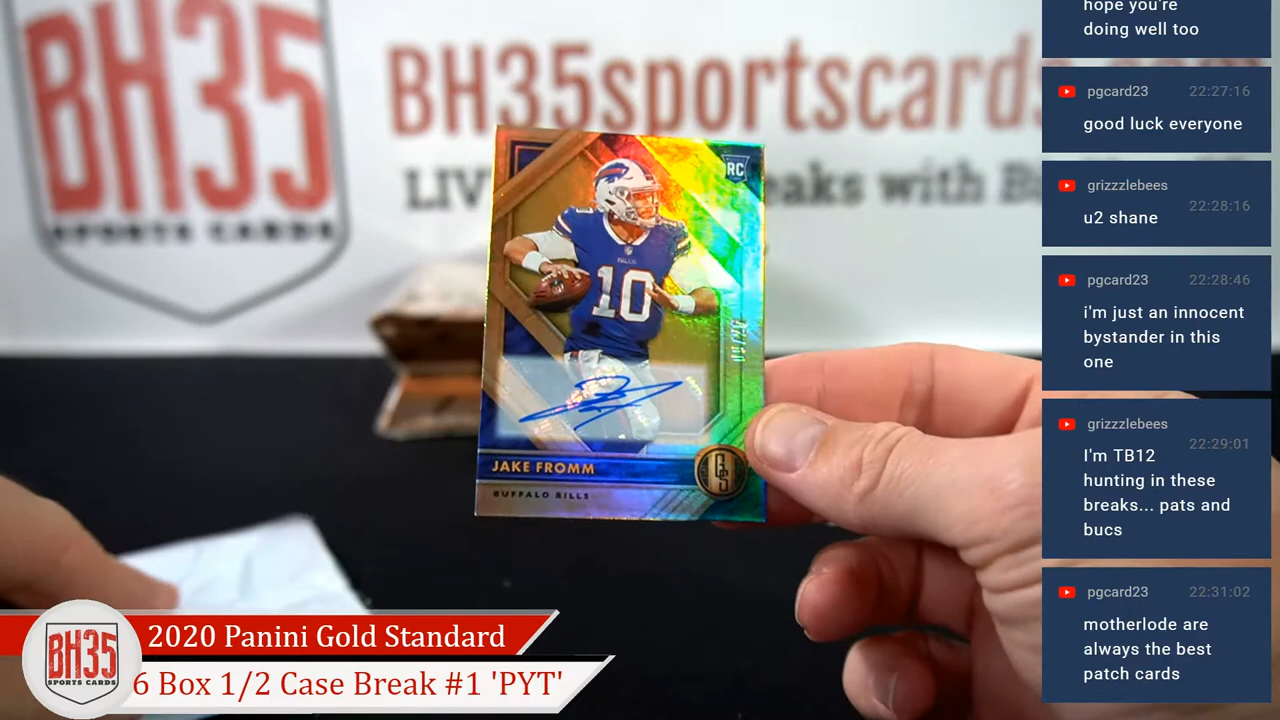 BH35
SPORTS CARDS
BH35sportscards
LIV
eaks with B
RC
BILLS
10
JAKE FROMM
BUFFALO BILLS
GS
BH35
SPORTS CARDS
2020 Panini Gold Standard
6 Box 1/2 Case Break #1 'PYT'
hope you're
doing well too
pgcard23 22:27:16
good luck everyone
grizzzlebees 22:28:16
u2 shane
pgcard23 22:28:46
i'm just an innocent
bystander in this
one
grizzzlebees 22:29:01
I'm TB12
hunting in these
breaks... pats and
bucs
pgcard23 22:31:02
motherlode are
always the best
patch cards